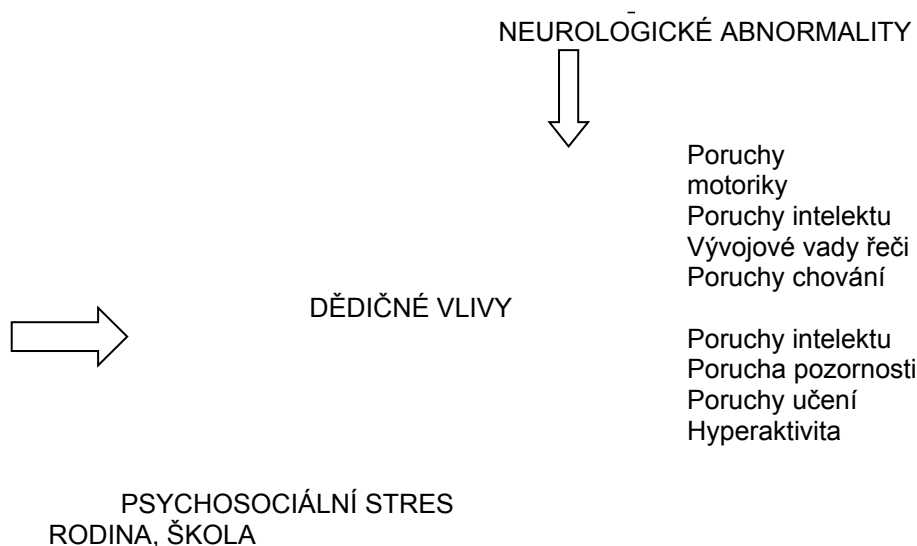 NEUROLOGICKÉ ABNORMALITY
Poruchy
motoriky
Poruchy intelektu
Vývojové vady řeči
Poruchy chování
DĚDIČNÉ VLIVY
Poruchy intelektu
Porucha pozornosti
Poruchy učení
Hyperaktivita
PSYCHOSOCIÁLNÍ STRES
RODINA, ŠKOLA